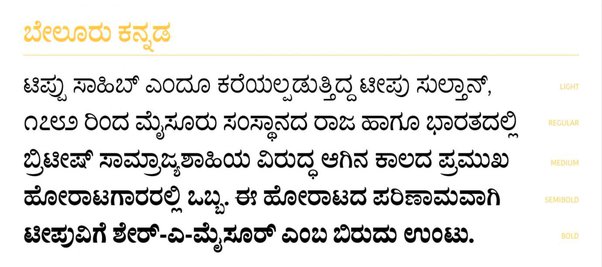 ಬೇಲೂರು ಕನ್ನಡ
ಟಿಪ್ಪು ಸಾಹಿಬ್ ಎಂದೂ ಕರೆಯಲ್ಪಡುತ್ತಿದ್ದ ಟೀಪು ಸುಲ್ತಾನ್, LIGHT
೧೭೮೨ ರಿಂದ ಮೈಸೂರು ಸಂಸ್ಥಾನದ ರಾಜ ಹಾಗೂ ಭಾರತದಲ್ಲಿ REGULAR
ಬ್ರಿಟೀಷ್ ಸಾಮ್ರಾಜ್ಯಶಾಹಿಯ ವಿರುದ್ಧ ಆಗಿನ ಕಾಲದ ಪ್ರಮುಖ MEDIUM
ಹೋರಾಟಗಾರರಲ್ಲಿ ಒಬ್ಬ. ಈ ಹೋರಾಟದ ಪರಿಣಾಮವಾಗಿ SEMIBOLD
ಟೀಪುವಿಗೆ ಶೇರ್-ಎ-ಮೈಸೂರ್ ಎಂಬ ಬಿರುದು ಉಂಟು. BOLD